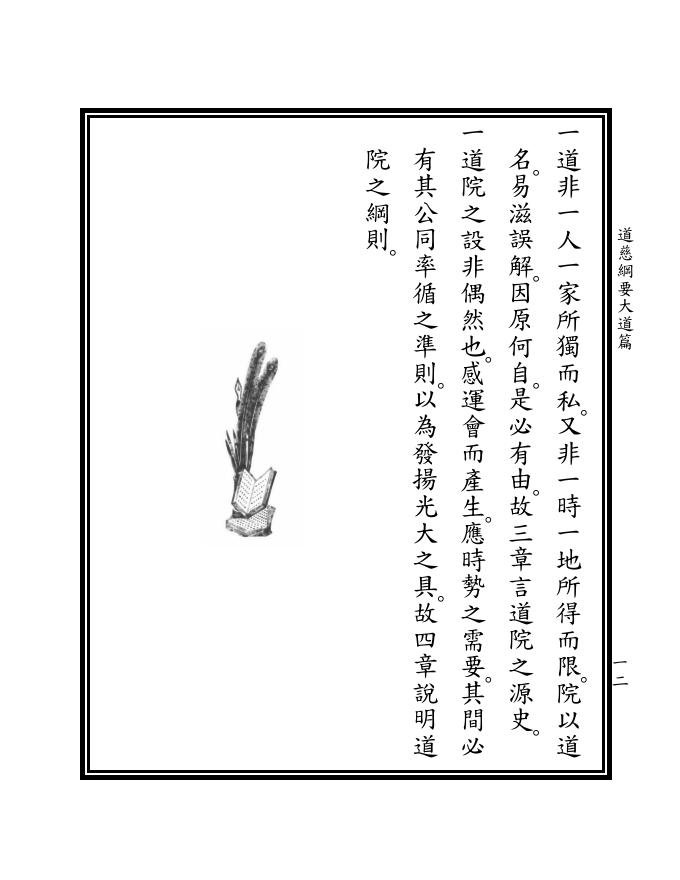 道慈綱要大道篇
一二
一道非一人一家所獨而私。又非一時一地所得而限。院以道
名。易滋誤解。因原何自。是必有由。故三章言道院之源史。
一道院之設非偶然也。感運會而產生。應時勢之需要。其間必
有其公同率循之準則。以為發揚光大之具。故四章說明道
院之綱則。